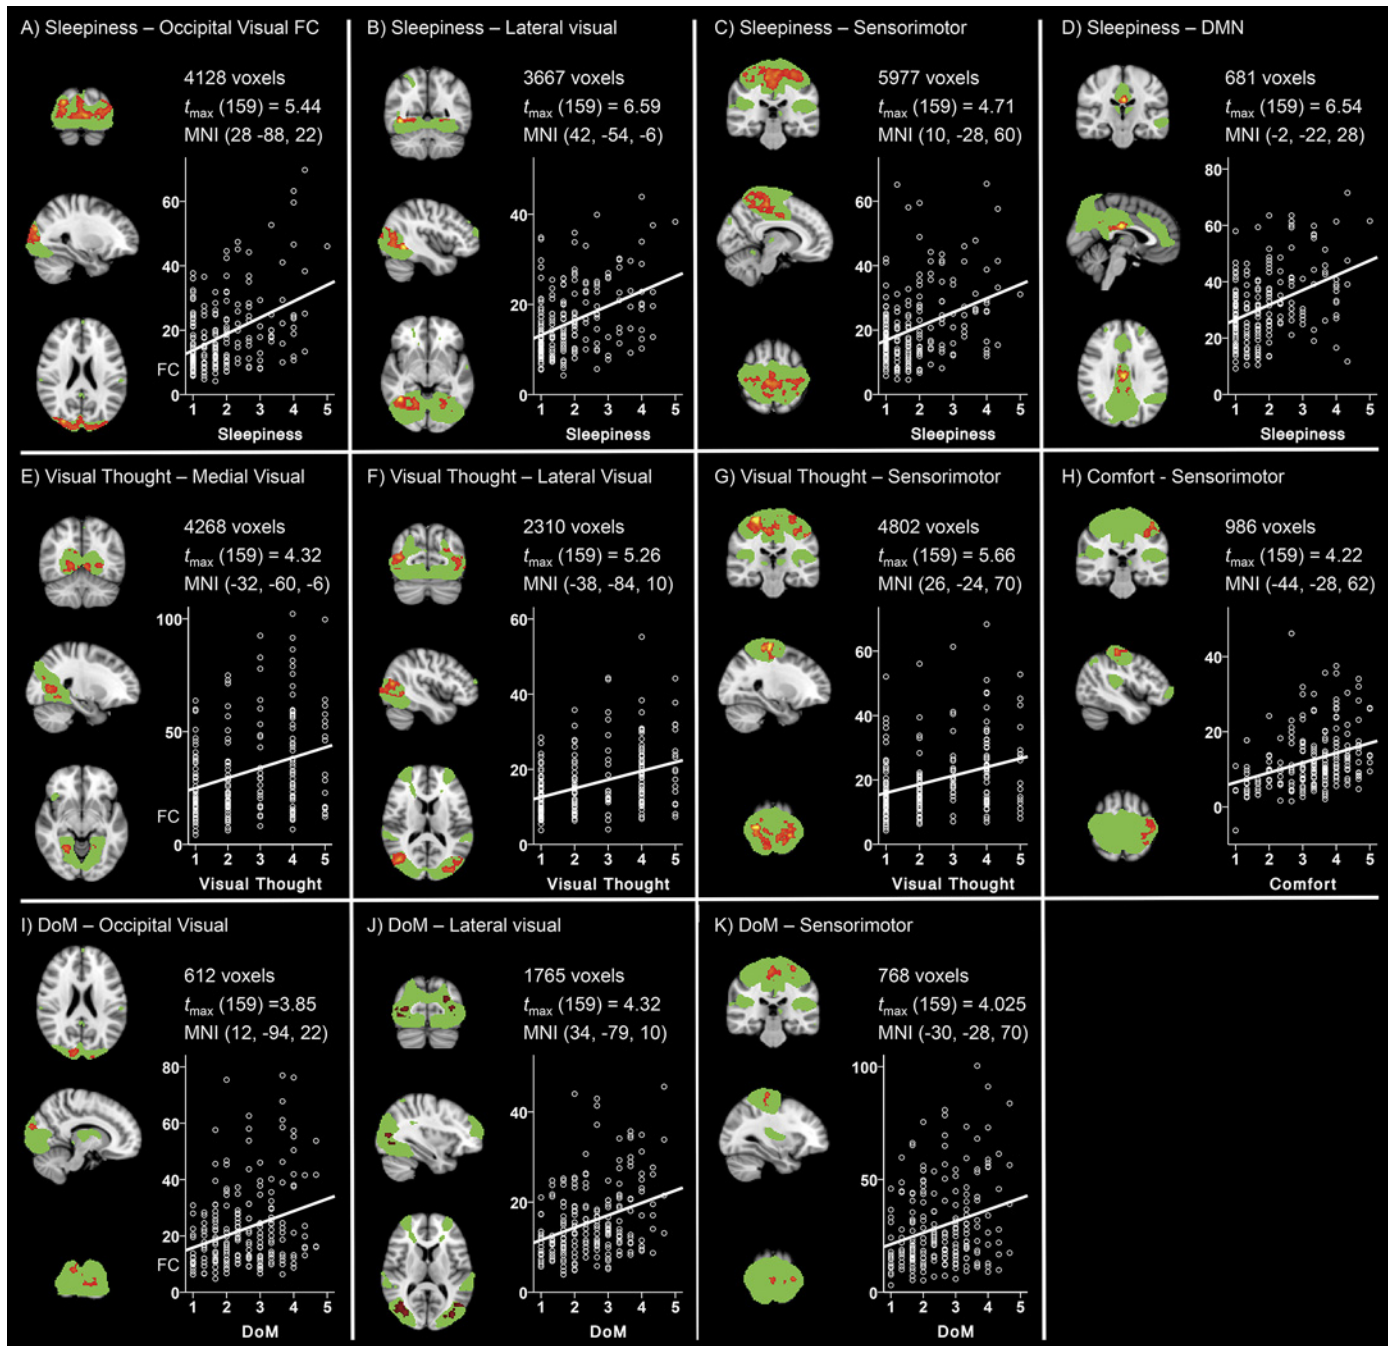 A) Sleepiness – Occipital Visual FC
4128 voxels
tmax (159) = 5.44
MNI (28 -88, 22)
60
40
20
FC
0
1 2 3 4 5
Sleepiness
B) Sleepiness – Lateral visual
3667 voxels
tmax (159) = 6.59
MNI (42, -54, -6)
40
20
0
1 2 3 4 5
Sleepiness
C) Sleepiness – Sensorimotor
5977 voxels
tmax (159) = 4.71
MNI (10, -28, 60)
60
40
20
0
1 2 3 4 5
Sleepiness
D) Sleepiness – DMN
681 voxels
tmax (159) = 6.54
MNI (-2, -22, 28)
80
60
40
20
0
1 2 3 4 5
Sleepiness
E) Visual Thought – Medial Visual
4268 voxels
tmax (159) = 4.32
MNI (-32, -60, -6)
100
50
FC
0
1 2 3 4 5
Visual Thought
F) Visual Thought – Lateral Visual
2310 voxels
tmax (159) = 5.26
MNI (-38, -84, 10)
60
40
20
0
1 2 3 4 5
Visual Thought
G) Visual Thought – Sensorimotor
4802 voxels
tmax (159) = 5.66
MNI (26, -24, 70)
60
40
20
0
1 2 3 4 5
Visual Thought
H) Comfort - Sensorimotor
986 voxels
tmax (159) = 4.22
MNI (-44, -28, 62)
40
20
0
1 2 3 4 5
Comfort
I) DoM – Occipital Visual
612 voxels
tmax (159) =3.85
MNI (12, -94, 22)
80
60
40
20
FC
0
1 2 3 4 5
DoM
J) DoM – Lateral visual
1765 voxels
tmax (159) = 4.32
MNI (34, -79, 10)
40
20
0
1 2 3 4 5
DoM
K) DoM – Sensorimotor
768 voxels
tmax (159) = 4.025
MNI (-30, -28, 70)
100
50
0
1 2 3 4 5
DoM